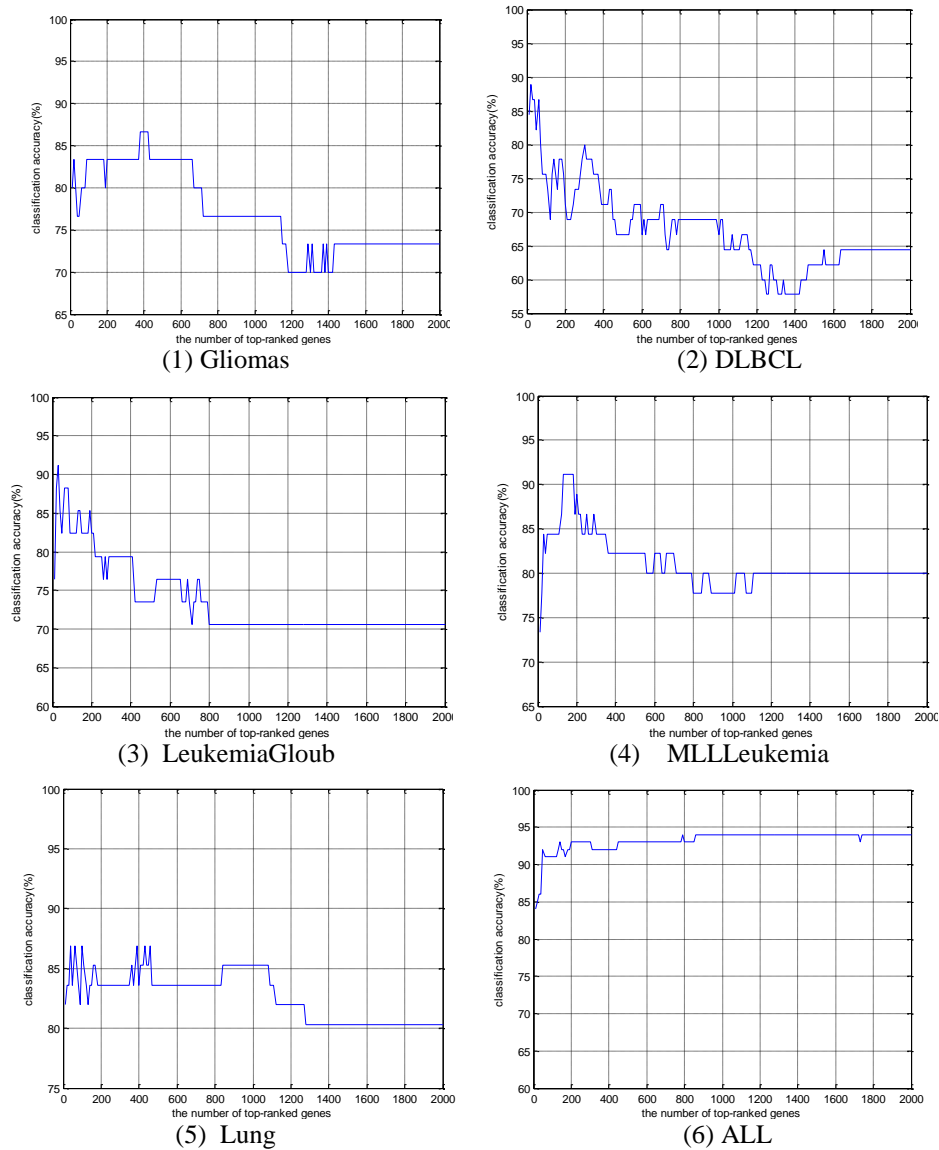 100
95
90
85
80
75
70
65
classification accuracy(%)
0 200 400 600 800 1000 1200 1400 1600 1800 2000
the number of top-ranked genes
(1) Gliomas
100
95
90
85
80
75
70
65
60
55
classification accuracy(%)
0 200 400 600 800 1000 1200 1400 1600 1800 2000
the number of top-ranked genes
(2) DLBCL
100
95
90
85
80
75
70
65
60
classification accuracy(%)
0 200 400 600 800 1000 1200 1400 1600 1800 2000
the number of top-ranked genes
(3) LeukemiaGloub
100
95
90
85
80
75
70
65
classification accuracy(%)
0 200 400 600 800 1000 1200 1400 1600 1800 2000
the number of top-ranked genes
(4) MLLLeukemia
100
95
90
85
80
75
classification accuracy(%)
0 200 400 600 800 1000 1200 1400 1600 1800 2000
the number of top-ranked genes
(5) Lung
100
95
90
85
80
75
70
65
60
classification accuracy(%)
0 200 400 600 800 1000 1200 1400 1600 1800 2000
the number of top-ranked genes
(6) ALL